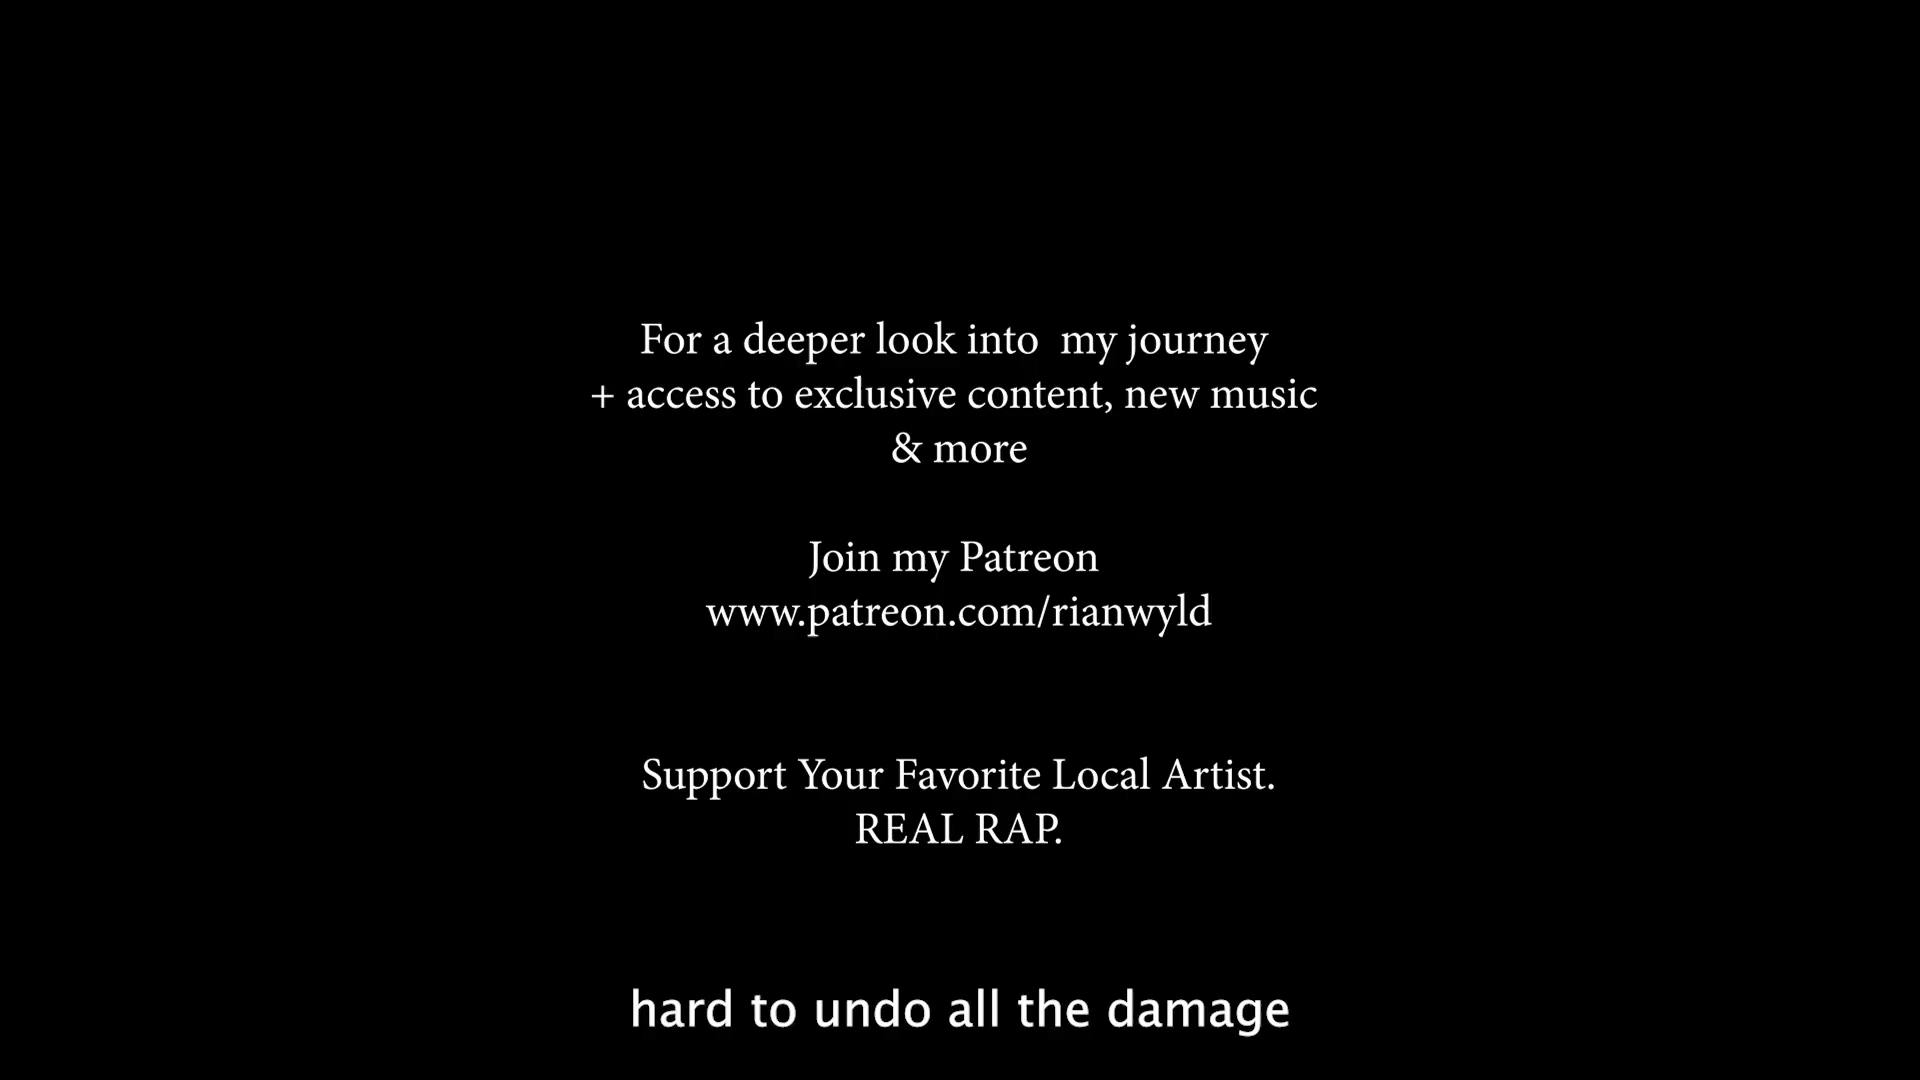 For a deeper look into  my journey
+ access to exclusive content, new music
& more
Join my Patreon
www.patreon.com/rianwyld
Support Your Favorite Local Artist.
REAL RAP.
hard to undo all the damage